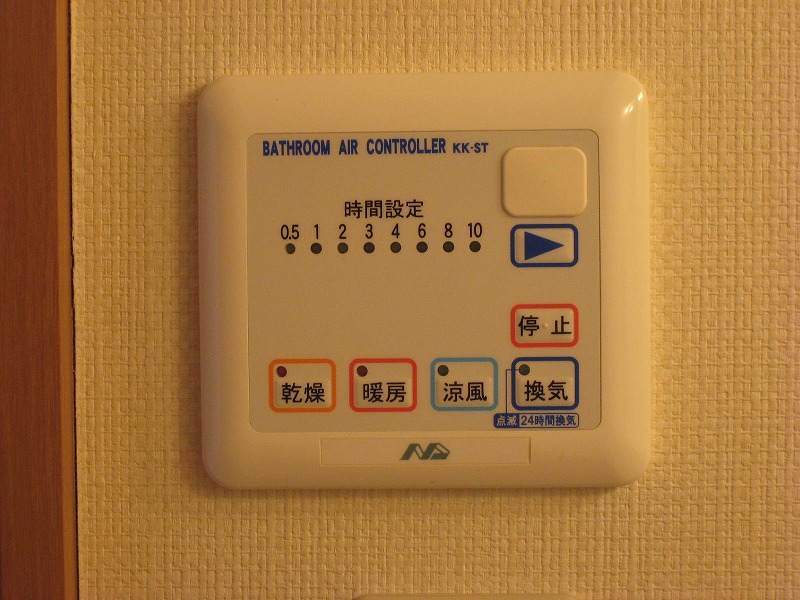 BATHROOM AIR CONTROLLER KK-ST
時間設定
0.5 1 2 3 4 6 8 10
停止
乾燥 暖房 涼風 換気
点滅 24時間換気